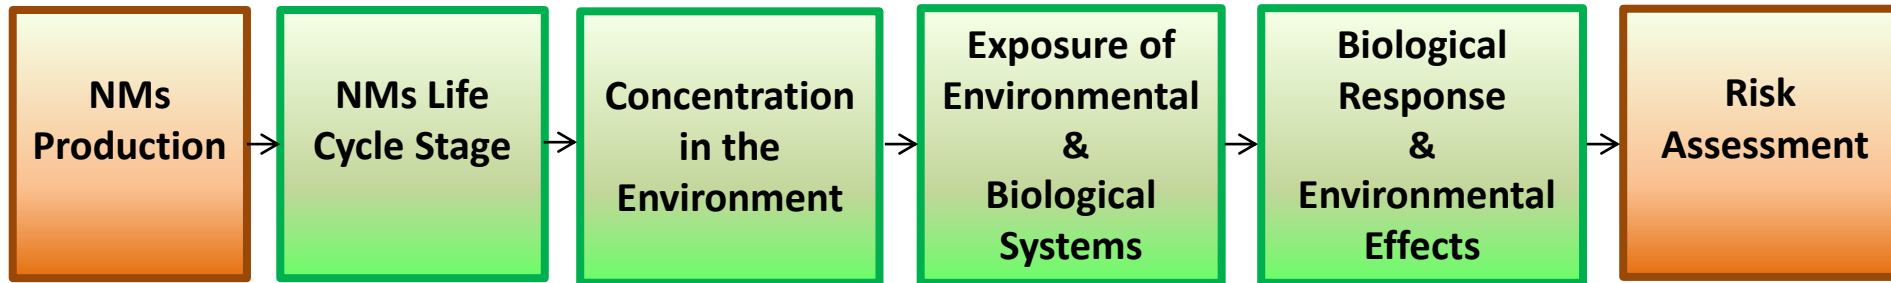 NMs
Production
NMs Life
Cycle Stage
Concentration
in the
Environment
Exposure of
Environmental
&
Biological
Systems
Biological
Response
&
Environmental
Effects
Risk
Assessment